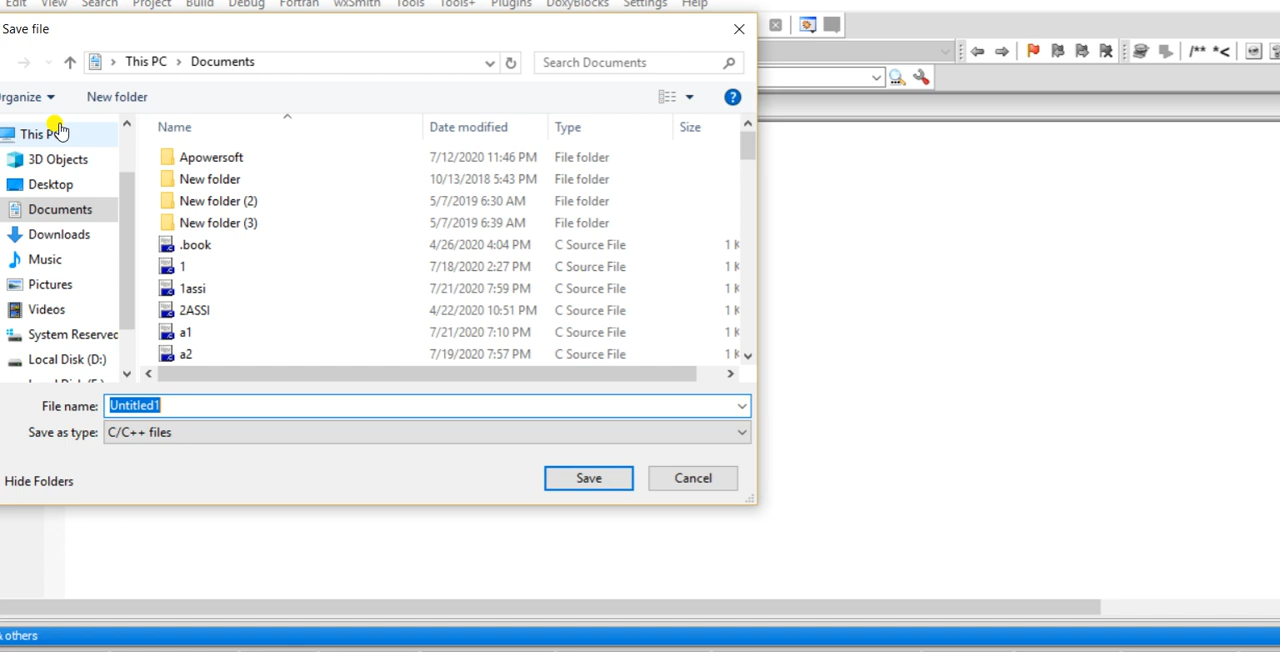 Edit View Search Project Build Debug Fortran wxSmith Tools Tools+ Plugins DoxyBlocks Settings Help
Save file
This PC > Documents
Search Documents
rganize New folder
Name Date modified Type Size
This PC
3D Objects
Desktop
Documents
Downloads
Music
Pictures
Videos
System Reserved
Local Disk (D:)
Apowersoft 7/12/2020 11:46 PM File folder
New folder 10/13/2018 5:43 PM File folder
New folder (2) 5/7/2019 6:30 AM File folder
New folder (3) 5/7/2019 6:39 AM File folder
.book 4/26/2020 4:04 PM C Source File 1 K
1 7/18/2020 2:27 PM C Source File 1 K
1assi 7/21/2020 7:59 PM C Source File 1 K
2ASSI 4/22/2020 10:51 PM C Source File 1 K
a1 7/21/2020 7:10 PM C Source File 1 K
a2 7/19/2020 7:57 PM C Source File 1 K
File name: Untitled1
Save as type: C/C++ files
Hide Folders
Save Cancel
/** *<
& others